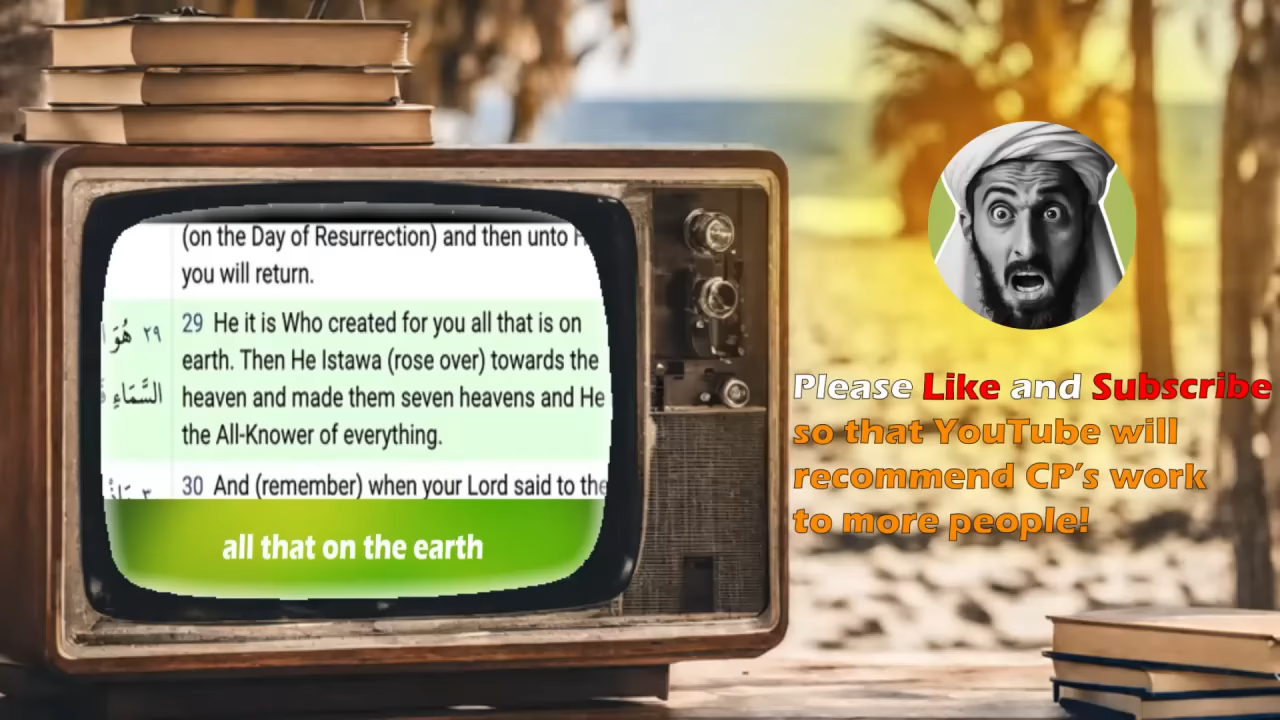 (on the Day of Resurrection) and then unto
you will return.
٢٩ هُوَ
29 He it is Who created for you all that is on
earth. Then He Istawa (rose over) towards the
السَّمَاءِ
heaven and made them seven heavens and He
the All-Knower of everything.
30 And (remember) when your Lord said to the
all that on the earth
Please Like and Subscribe
so that YouTube will
recommend CP's work
to more people!